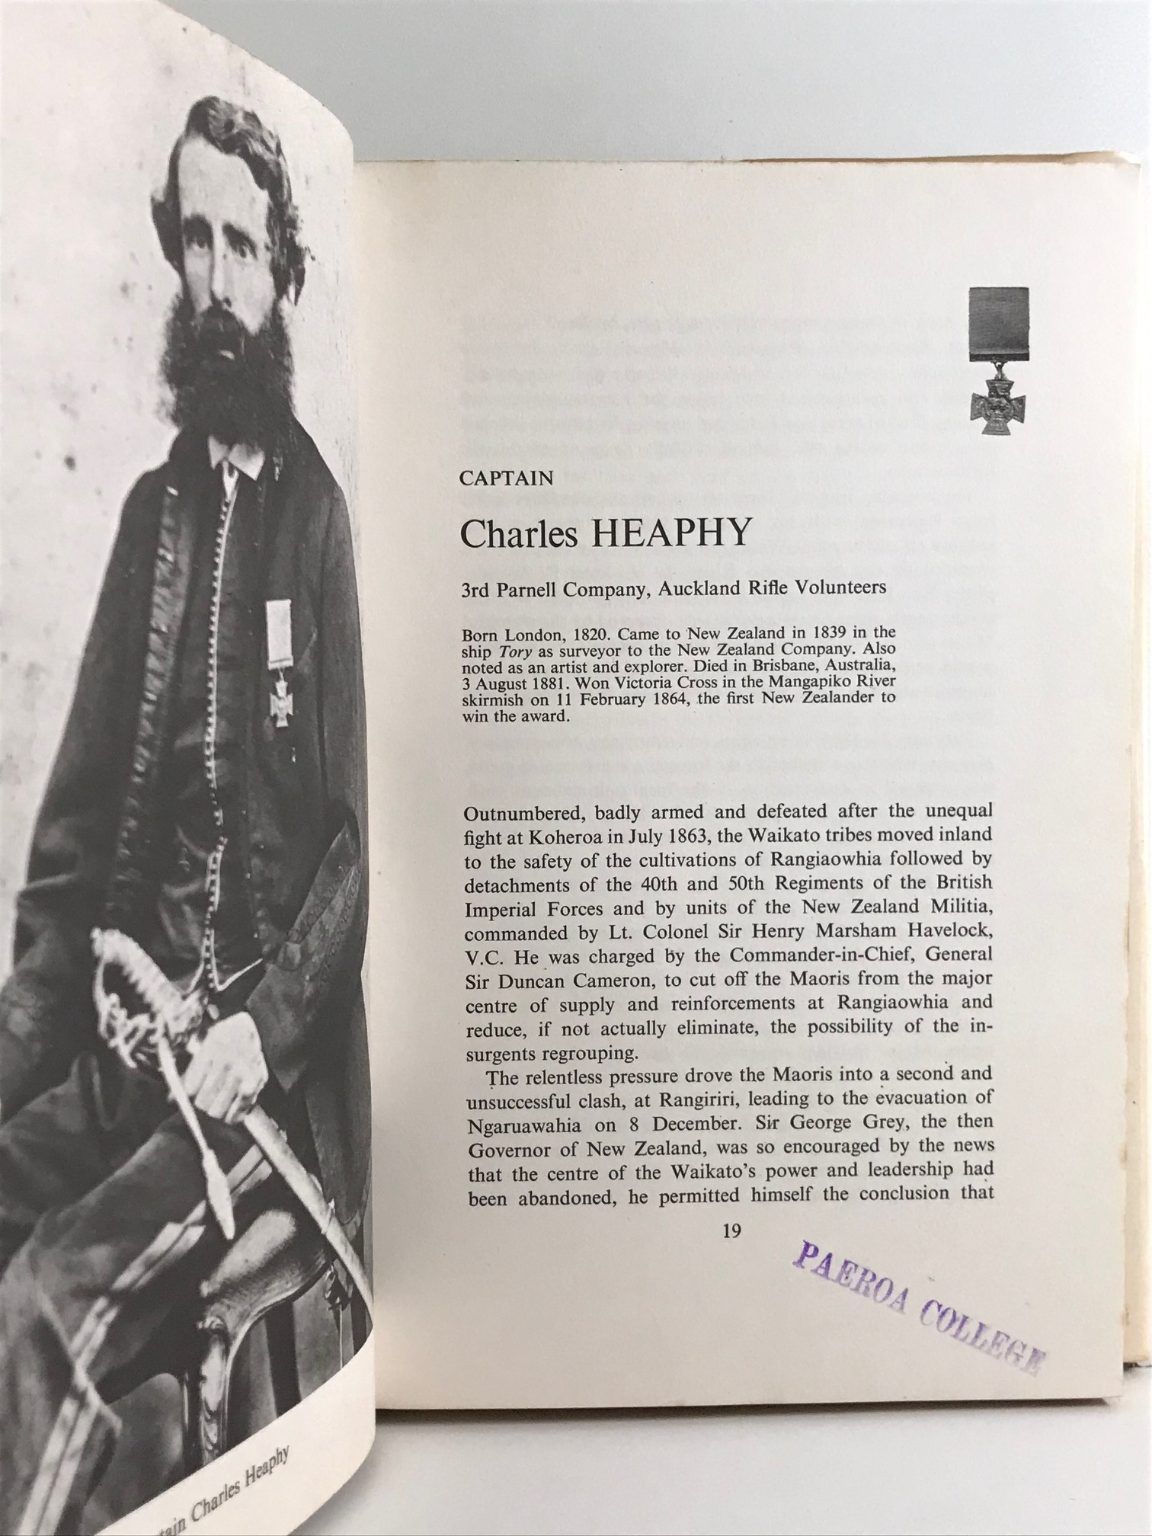 tain Charles Heaphy
CAPTAIN
Charles HEAPHY
3rd Parnell Company, Auckland Rifle Volunteers
Born London, 1820. Came to New Zealand in 1839 in the
ship Tory as surveyor to the New Zealand Company. Also
noted as an artist and explorer. Died in Brisbane, Australia,
3 August 1881. Won Victoria Cross in the Mangapiko River
skirmish on 11 February 1864, the first New Zealander to
win the award.
Outnumbered, badly armed and defeated after the unequal
fight at Koheroa in July 1863, the Waikato tribes moved inland
to the safety of the cultivations of Rangiaowhia followed by
detachments of the 40th and 50th Regiments of the British
Imperial Forces and by units of the New Zealand Militia,
commanded by Lt. Colonel Sir Henry Marsham Havelock,
V.C. He was charged by the Commander-in-Chief, General
Sir Duncan Cameron, to cut off the Maoris from the major
centre of supply and reinforcements at Rangiaowhia and
reduce, if not actually eliminate, the possibility of the in-
surgents regrouping.
The relentless pressure drove the Maoris into a second and
unsuccessful clash, at Rangiriri, leading to the evacuation of
Ngaruawahia on 8 December. Sir George Grey, the then
Governor of New Zealand, was so encouraged by the news
that the centre of the Waikato's power and leadership had
been abandoned, he permitted himself the conclusion that
19
PAEROA COLLEGE